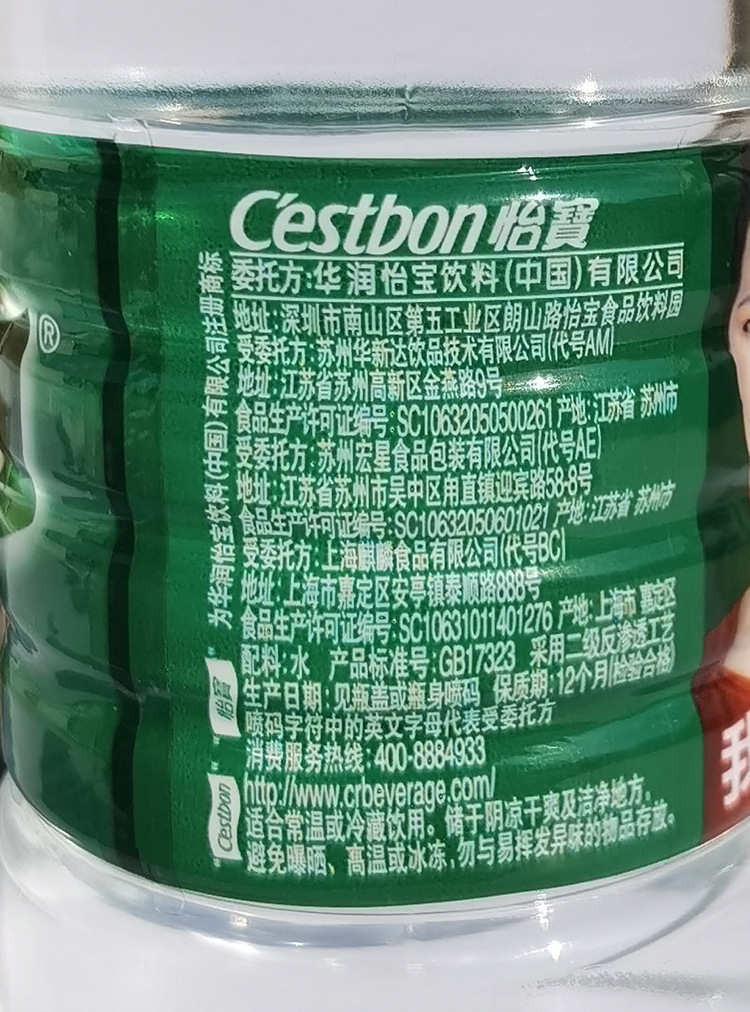 C'estbon 怡寶
委托方:华润怡宝饮料(中国)有限公司
地址:深圳市南山区第五工业区朗山路怡宝食品饮料园
受委托方:苏州华新达饮品技术有限公司(代号AM)
地址:江苏省苏州高新区金燕路9号
食品生产许可证编号:SC10632050500261 产地:江苏省 苏州市
受委托方:苏州宏星食品包装有限公司(代号AE)
地址:江苏省苏州市吴中区甪直镇迎宾路58-8号
食品生产许可证编号:SC10632050601021 产地:江苏省 苏州市
受委托方:上海麒麟食品有限公司(代号BC)
地址:上海市嘉定区安亭镇泰顺路888号
食品生产许可证编号:SC10631011401276 产地:上海市 嘉定区
配料:水 产品标准号:GB17323 采用二级反渗透工艺
生产日期:见瓶盖或瓶身喷码 保质期:12个月(检验合格)
喷码字符中的英文字母代表受委托方
消费服务热线:400-8884933
http://www.crbeverage.com/
适合常温或冷藏饮用。储于阴凉干爽及洁净地方,
避免曝晒、高温或冰冻,勿与易挥发异味的物品存放。
"Cestbon" "怡寶" 为华润怡宝饮料(中国)有限公司注册商标
®